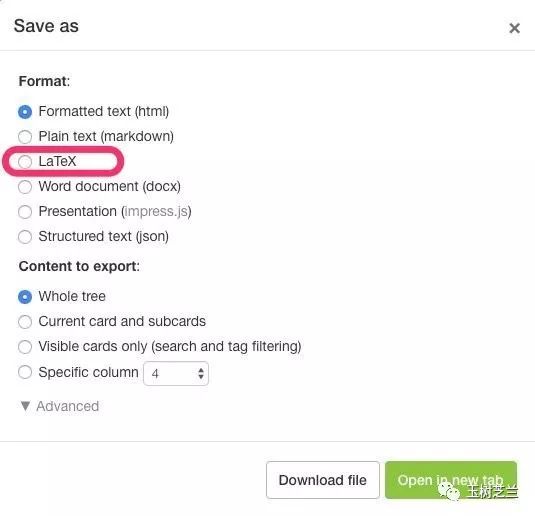 Save as
×
Format:
Formatted text (html)
Plain text (markdown)
LaTeX
Word document (docx)
Presentation (impress.js)
Structured text (json)
Content to export:
Whole tree
Current card and subcards
Visible cards only (search and tag filtering)
Specific column 4
▼ Advanced
Download file Open in new tab
玉树芝兰